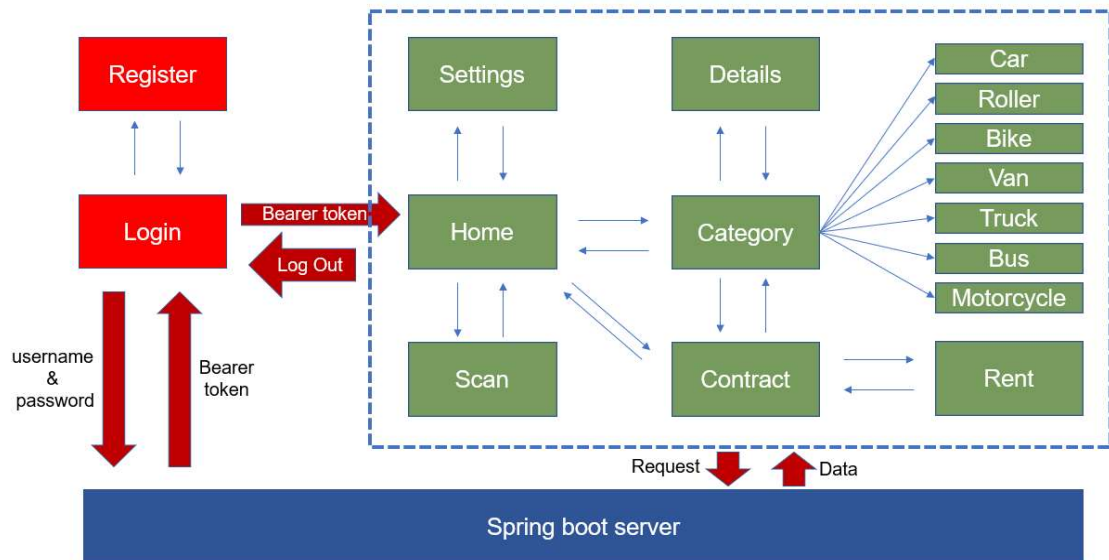 Register
Settings
Details
Car
Roller
Bike
Van
Truck
Bus
Motorcycle
Login
Bearer token
Log Out
Home
Category
username
&
password
Bearer
token
Scan
Contract
Rent
Request
Data
Spring boot server